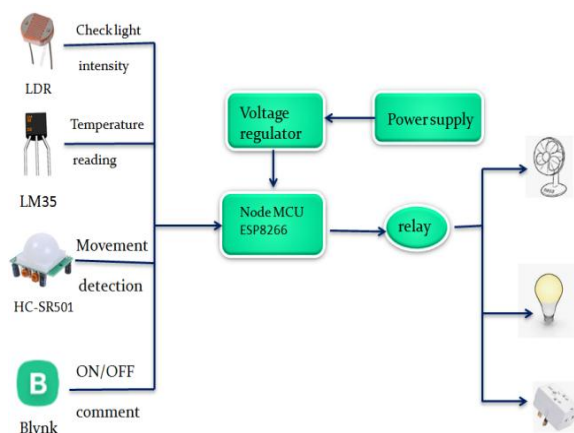 Check light
intensity
LDR
Temperature
reading
LM35
Movement
detection
HC-SR501
B
ON/OFF
comment
Blynk
Voltage
regulator
Power supply
Node MCU
ESP8266
relay